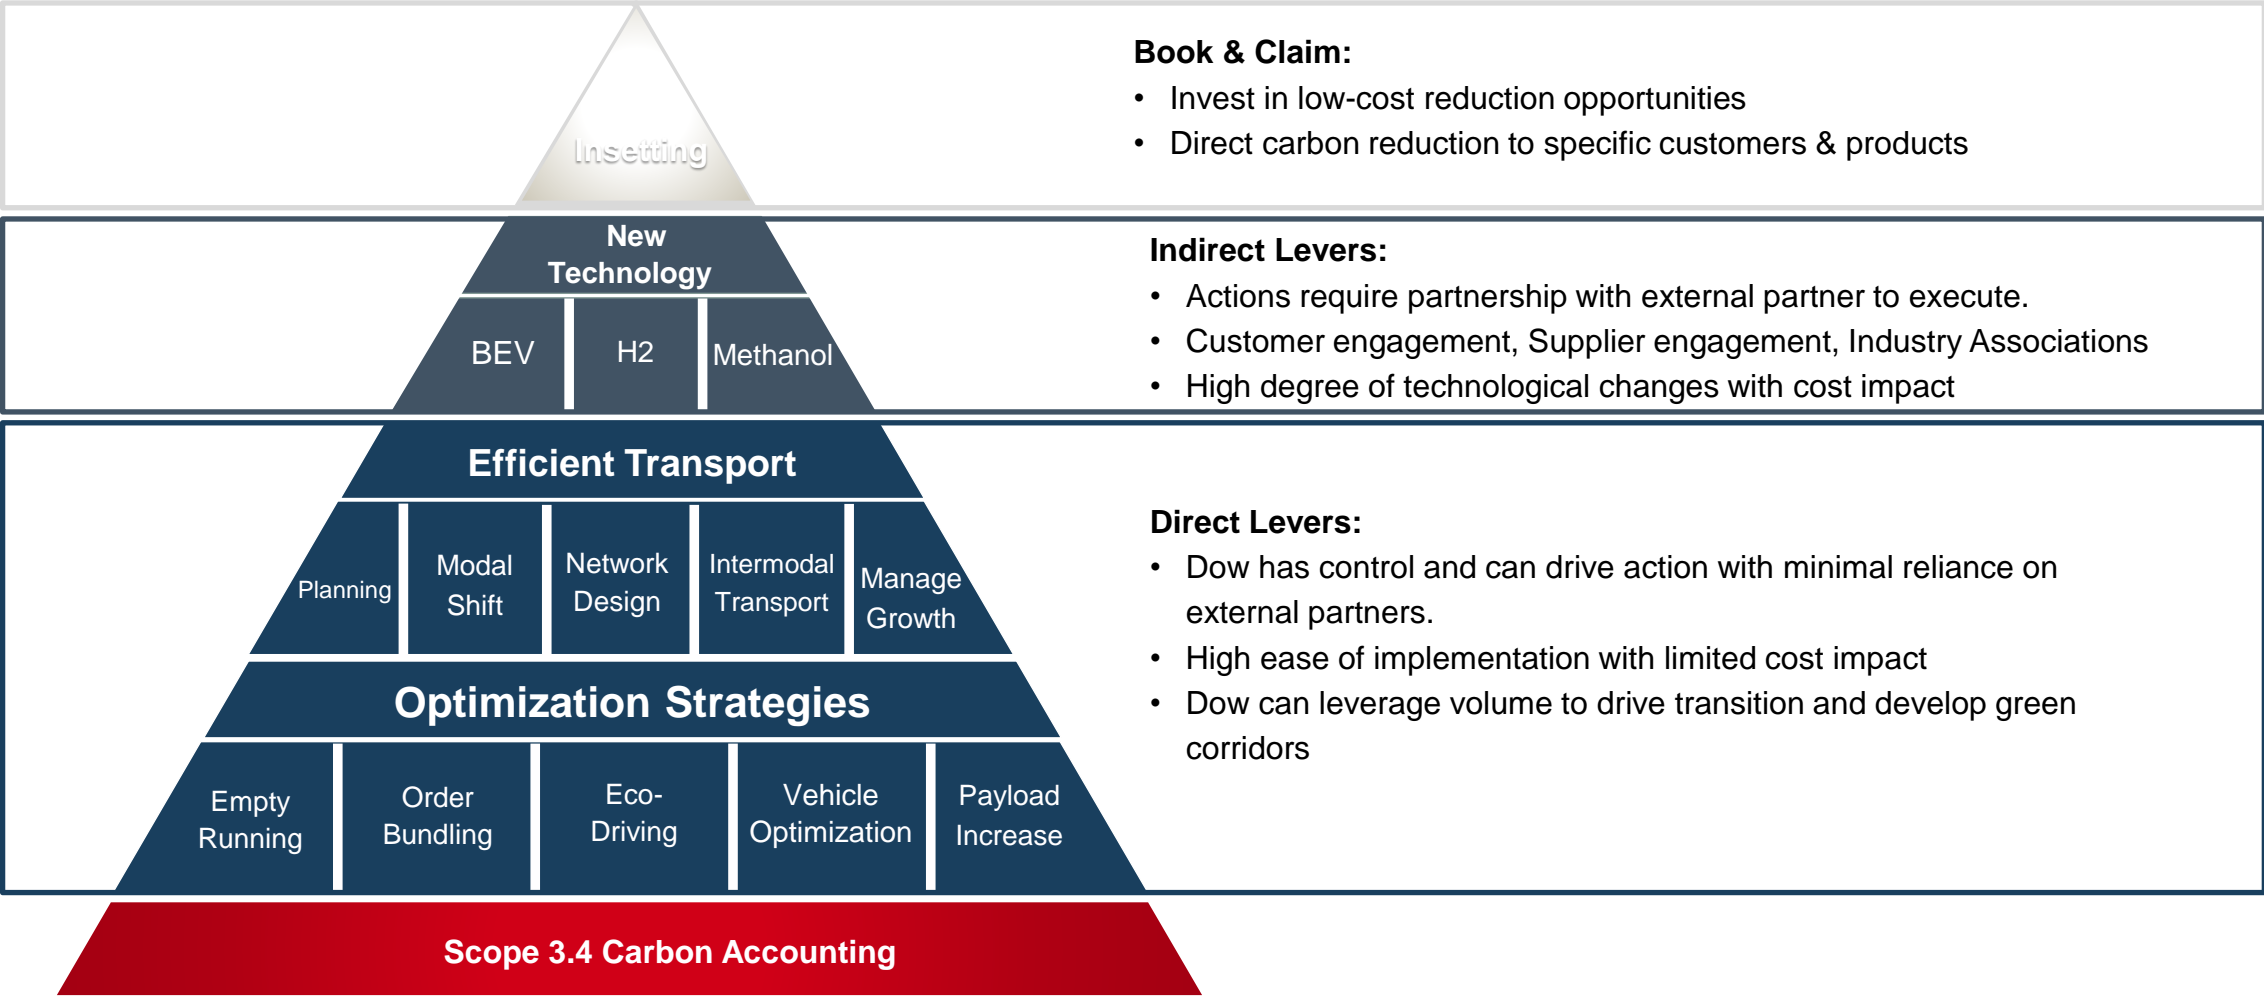 Insetting
Book & Claim:
• Invest in low-cost reduction opportunities
• Direct carbon reduction to specific customers & products
New
Technology
BEV
H2
Methanol
Indirect Levers:
• Actions require partnership with external partner to execute.
• Customer engagement, Supplier engagement, Industry Associations
• High degree of technological changes with cost impact
Efficient Transport
Planning
Modal
Shift
Network
Design
Intermodal
Transport
Manage
Growth
Optimization Strategies
Empty
Running
Order
Bundling
Eco-
Driving
Vehicle
Optimization
Payload
Increase
Direct Levers:
• Dow has control and can drive action with minimal reliance on
external partners.
• High ease of implementation with limited cost impact
• Dow can leverage volume to drive transition and develop green
corridors
Scope 3.4 Carbon Accounting